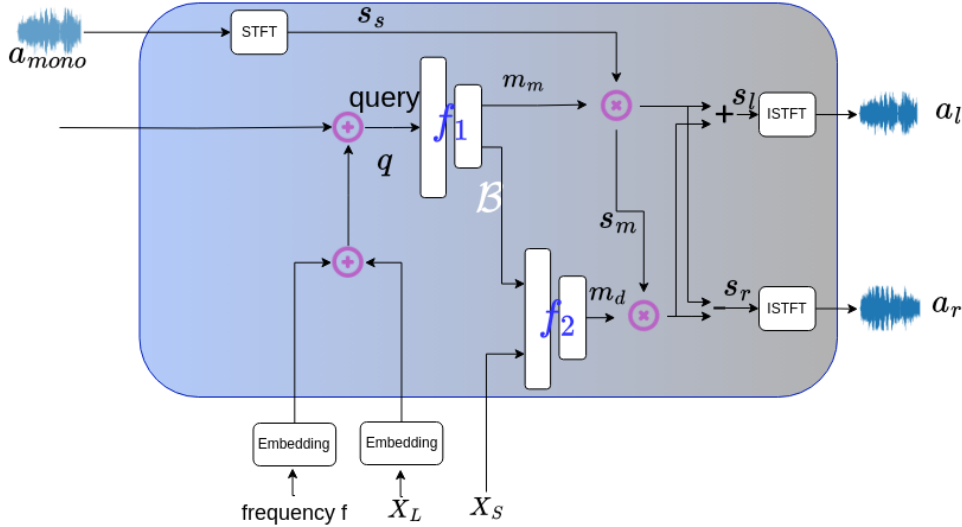 a_mono
STFT
s_s
query
q
f_1
m_m
B
s_m
+
s_l
ISTFT
a_l
f_2
m_d
−
s_r
ISTFT
a_r
Embedding
Embedding
frequency f
X_L
X_S